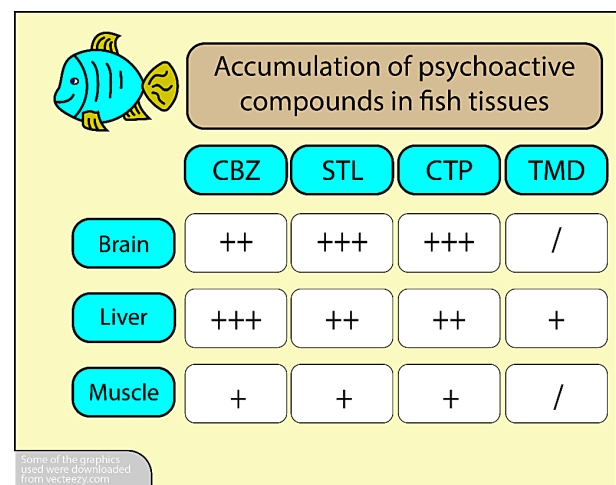 Accumulation of psychoactive
compounds in fish tissues
CBZ STL CTP TMD
Brain ++ +++ +++ /
Liver +++ ++ ++ +
Muscle + + + /
Some of the graphics
used were downloaded
from vecteezy.com